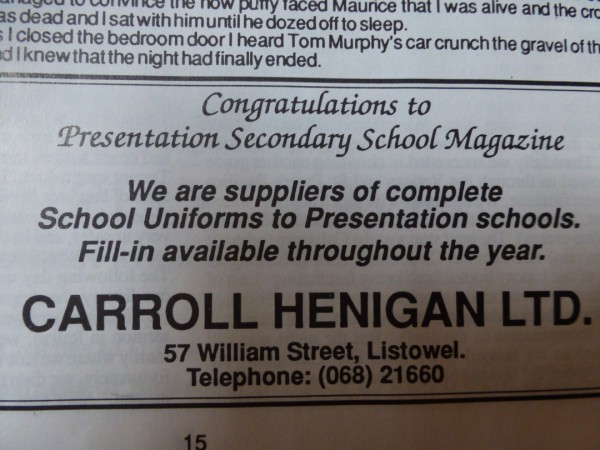 to convince the now puffy faced Maurice that I was alive and the
as dead and I sat with him until he dozed off to sleep.
I closed the bedroom door I heard Tom Murphy's car crunch the gravel of
I knew that the night had finally ended.
Congratulations to
Presentation Secondary School Magazine
We are suppliers of complete
School Uniforms to Presentation schools.
Fill-in available throughout the year.
CARROLL HENIGAN LTD.
57 William Street, Listowel.
Telephone: (068) 21660
15